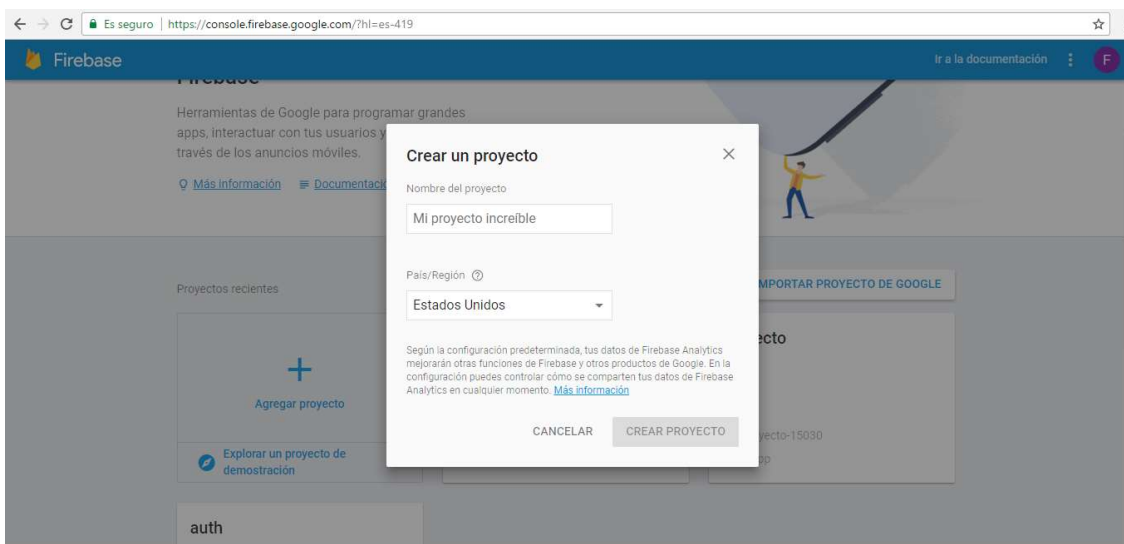 Es seguro | https://console.firebase.google.com/?hl=es-419
Firebase
Ir a la documentación
F
Firebase
Herramientas de Google para programar grandes
apps, interactuar con tus usuarios y
través de los anuncios móviles.
Más información
Documentació
Proyectos recientes
Agregar proyecto
Explorar un proyecto de
demostración
auth
Crear un proyecto
Nombre del proyecto
Mi proyecto increíble
País/Región
Estados Unidos
Según la configuración predeterminada, tus datos de Firebase Analytics
mejorarán otras funciones de Firebase y otros productos de Google. En la
configuración puedes controlar cómo se comparten tus datos de Firebase
Analytics en cualquier momento. Más información
CANCELAR
CREAR PROYECTO
MPORTAR PROYECTO DE GOOGLE
ecto
yecto-15030
pp